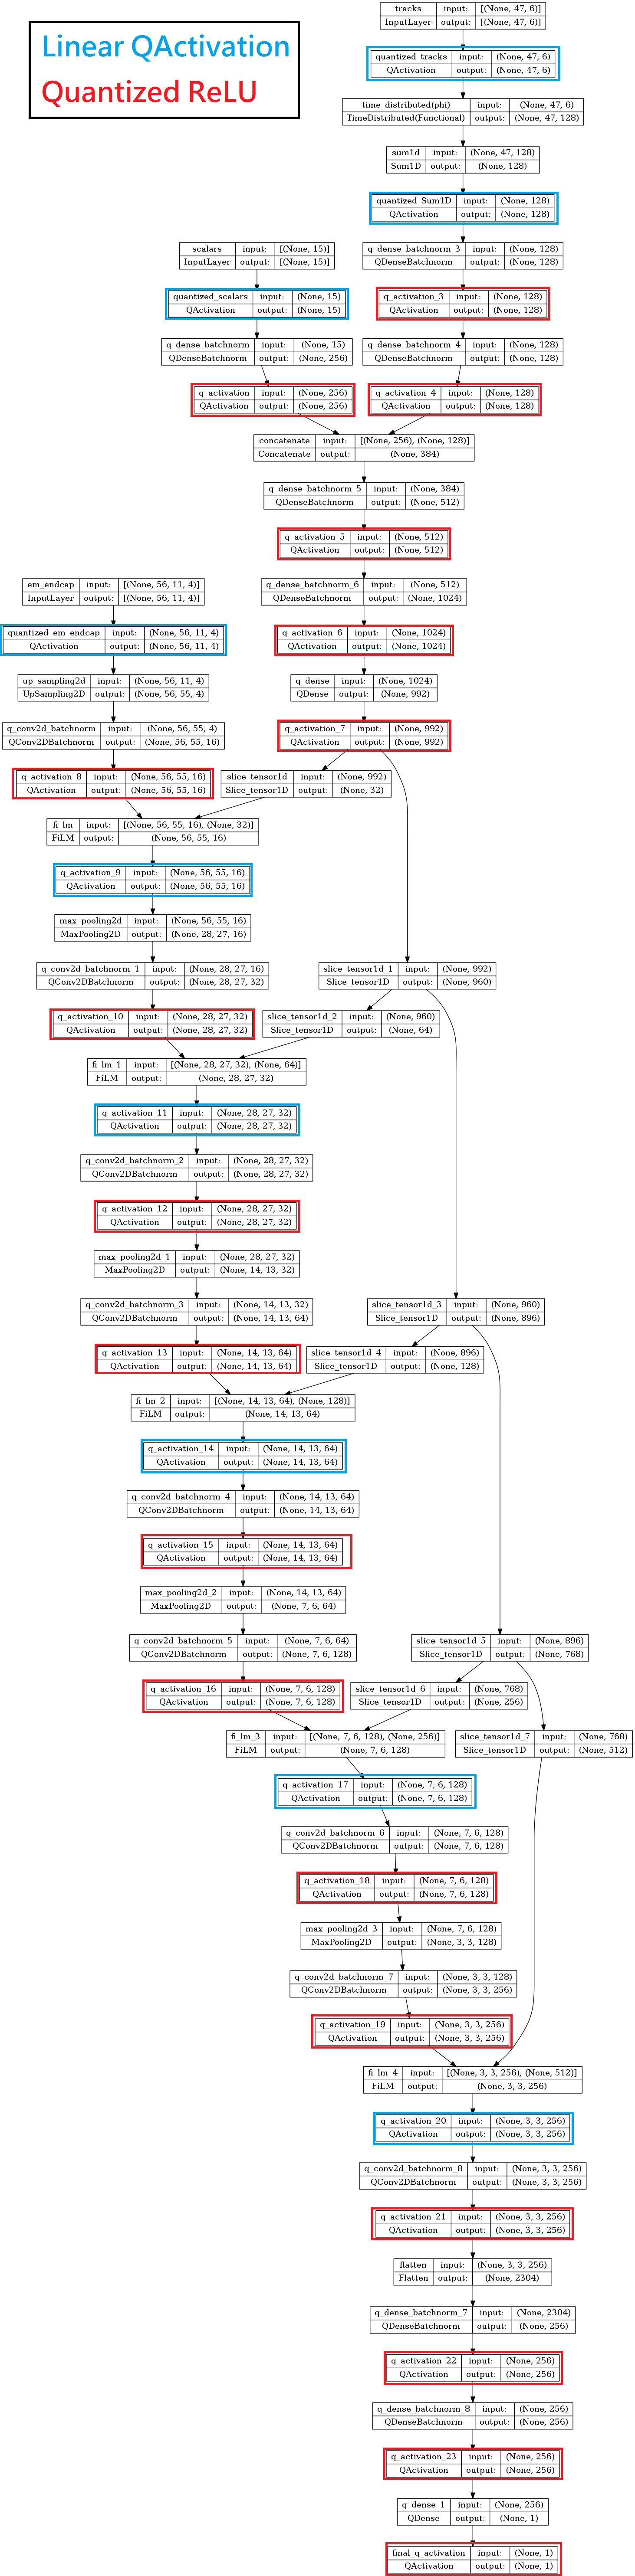 Linear QActivation
Quantized ReLU
tracks input: [(None, 47, 6)]
InputLayer output: [(None, 47, 6)]
quantized_tracks input: (None, 47, 6)
QActivation output: (None, 47, 6)
time_distributed(phi) input: (None, 47, 6)
TimeDistributed(Functional) output: (None, 47, 128)
sum1d input: (None, 47, 128)
Sum1D output: (None, 128)
quantized_Sum1D input: (None, 128)
QActivation output: (None, 128)
scalars input: [(None, 15)]
InputLayer output: [(None, 15)]
q_dense_batchnorm_3 input: (None, 128)
QDenseBatchnorm output: (None, 128)
quantized_scalars input: (None, 15)
QActivation output: (None, 15)
q_activation_3 input: (None, 128)
QActivation output: (None, 128)
q_dense_batchnorm input: (None, 15)
QDenseBatchnorm output: (None, 256)
q_dense_batchnorm_4 input: (None, 128)
QDenseBatchnorm output: (None, 128)
q_activation input: (None, 256)
QActivation output: (None, 256)
q_activation_4 input: (None, 128)
QActivation output: (None, 128)
concatenate input: [(None, 256), (None, 128)]
Concatenate output: (None, 384)
q_dense_batchnorm_5 input: (None, 384)
QDenseBatchnorm output: (None, 512)
q_activation_5 input: (None, 512)
QActivation output: (None, 512)
em_endcap input: [(None, 56, 11, 4)]
InputLayer output: [(None, 56, 11, 4)]
q_dense_batchnorm_6 input: (None, 512)
QDenseBatchnorm output: (None, 1024)
quantized_em_endcap input: (None, 56, 11, 4)
QActivation output: (None, 56, 11, 4)
q_activation_6 input: (None, 1024)
QActivation output: (None, 1024)
up_sampling2d input: (None, 56, 11, 4)
UpSampling2D output: (None, 56, 55, 4)
q_dense input: (None, 1024)
QDense output: (None, 992)
q_conv2d_batchnorm input: (None, 56, 55, 4)
QConv2DBatchnorm output: (None, 56, 55, 16)
q_activation_7 input: (None, 992)
QActivation output: (None, 992)
q_activation_8 input: (None, 56, 55, 16)
QActivation output: (None, 56, 55, 16)
slice_tensor1d input: (None, 992)
Slice_tensor1D output: (None, 32)
fi_lm input: [(None, 56, 55, 16), (None, 32)]
FiLM output: (None, 56, 55, 16)
q_activation_9 input: (None, 56, 55, 16)
QActivation output: (None, 56, 55, 16)
max_pooling2d input: (None, 56, 55, 16)
MaxPooling2D output: (None, 28, 27, 16)
q_conv2d_batchnorm_1 input: (None, 28, 27, 16)
QConv2DBatchnorm output: (None, 28, 27, 32)
slice_tensor1d_1 input: (None, 992)
Slice_tensor1D output: (None, 960)
q_activation_10 input: (None, 28, 27, 32)
QActivation output: (None, 28, 27, 32)
slice_tensor1d_2 input: (None, 960)
Slice_tensor1D output: (None, 64)
fi_lm_1 input: [(None, 28, 27, 32), (None, 64)]
FiLM output: (None, 28, 27, 32)
q_activation_11 input: (None, 28, 27, 32)
QActivation output: (None, 28, 27, 32)
q_conv2d_batchnorm_2 input: (None, 28, 27, 32)
QConv2DBatchnorm output: (None, 28, 27, 32)
q_activation_12 input: (None, 28, 27, 32)
QActivation output: (None, 28, 27, 32)
max_pooling2d_1 input: (None, 28, 27, 32)
MaxPooling2D output: (None, 14, 13, 32)
q_conv2d_batchnorm_3 input: (None, 14, 13, 32)
QConv2DBatchnorm output: (None, 14, 13, 64)
slice_tensor1d_3 input: (None, 960)
Slice_tensor1D output: (None, 896)
q_activation_13 input: (None, 14, 13, 64)
QActivation output: (None, 14, 13, 64)
slice_tensor1d_4 input: (None, 896)
Slice_tensor1D output: (None, 128)
fi_lm_2 input: [(None, 14, 13, 64), (None, 128)]
FiLM output: (None, 14, 13, 64)
q_activation_14 input: (None, 14, 13, 64)
QActivation output: (None, 14, 13, 64)
q_conv2d_batchnorm_4 input: (None, 14, 13, 64)
QConv2DBatchnorm output: (None, 14, 13, 64)
q_activation_15 input: (None, 14, 13, 64)
QActivation output: (None, 14, 13, 64)
max_pooling2d_2 input: (None, 14, 13, 64)
MaxPooling2D output: (None, 7, 6, 64)
q_conv2d_batchnorm_5 input: (None, 7, 6, 64)
QConv2DBatchnorm output: (None, 7, 6, 128)
slice_tensor1d_5 input: (None, 896)
Slice_tensor1D output: (None, 768)
q_activation_16 input: (None, 7, 6, 128)
QActivation output: (None, 7, 6, 128)
slice_tensor1d_6 input: (None, 768)
Slice_tensor1D output: (None, 256)
fi_lm_3 input: [(None, 7, 6, 128), (None, 256)]
FiLM output: (None, 7, 6, 128)
slice_tensor1d_7 input: (None, 768)
Slice_tensor1D output: (None, 512)
q_activation_17 input: (None, 7, 6, 128)
QActivation output: (None, 7, 6, 128)
q_conv2d_batchnorm_6 input: (None, 7, 6, 128)
QConv2DBatchnorm output: (None, 7, 6, 128)
q_activation_18 input: (None, 7, 6, 128)
QActivation output: (None, 7, 6, 128)
max_pooling2d_3 input: (None, 7, 6, 128)
MaxPooling2D output: (None, 3, 3, 128)
q_conv2d_batchnorm_7 input: (None, 3, 3, 128)
QConv2DBatchnorm output: (None, 3, 3, 256)
q_activation_19 input: (None, 3, 3, 256)
QActivation output: (None, 3, 3, 256)
fi_lm_4 input: [(None, 3, 3, 256), (None, 512)]
FiLM output: (None, 3, 3, 256)
q_activation_20 input: (None, 3, 3, 256)
QActivation output: (None, 3, 3, 256)
q_conv2d_batchnorm_8 input: (None, 3, 3, 256)
QConv2DBatchnorm output: (None, 3, 3, 256)
q_activation_21 input: (None, 3, 3, 256)
QActivation output: (None, 3, 3, 256)
flatten input: (None, 3, 3, 256)
Flatten output: (None, 2304)
q_dense_batchnorm_7 input: (None, 2304)
QDenseBatchnorm output: (None, 256)
q_activation_22 input: (None, 256)
QActivation output: (None, 256)
q_dense_batchnorm_8 input: (None, 256)
QDenseBatchnorm output: (None, 256)
q_activation_23 input: (None, 256)
QActivation output: (None, 256)
q_dense_1 input: (None, 256)
QDense output: (None, 1)
final_q_activation input: (None, 1)
QActivation output: (None, 1)